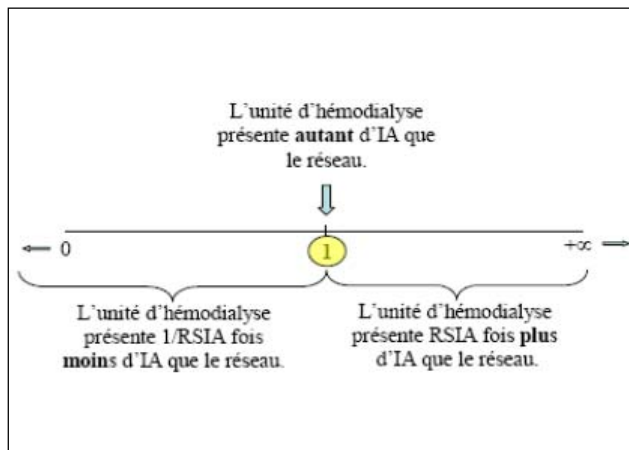 L'unité d'hémodialyse
présente autant d'IA que
le réseau.
0
1
+∞
L'unité d'hémodialyse
présente 1/RSIA fois
moins d'IA que le réseau.
L'unité d'hémodialyse
présente RSIA fois plus
d'IA que le réseau.